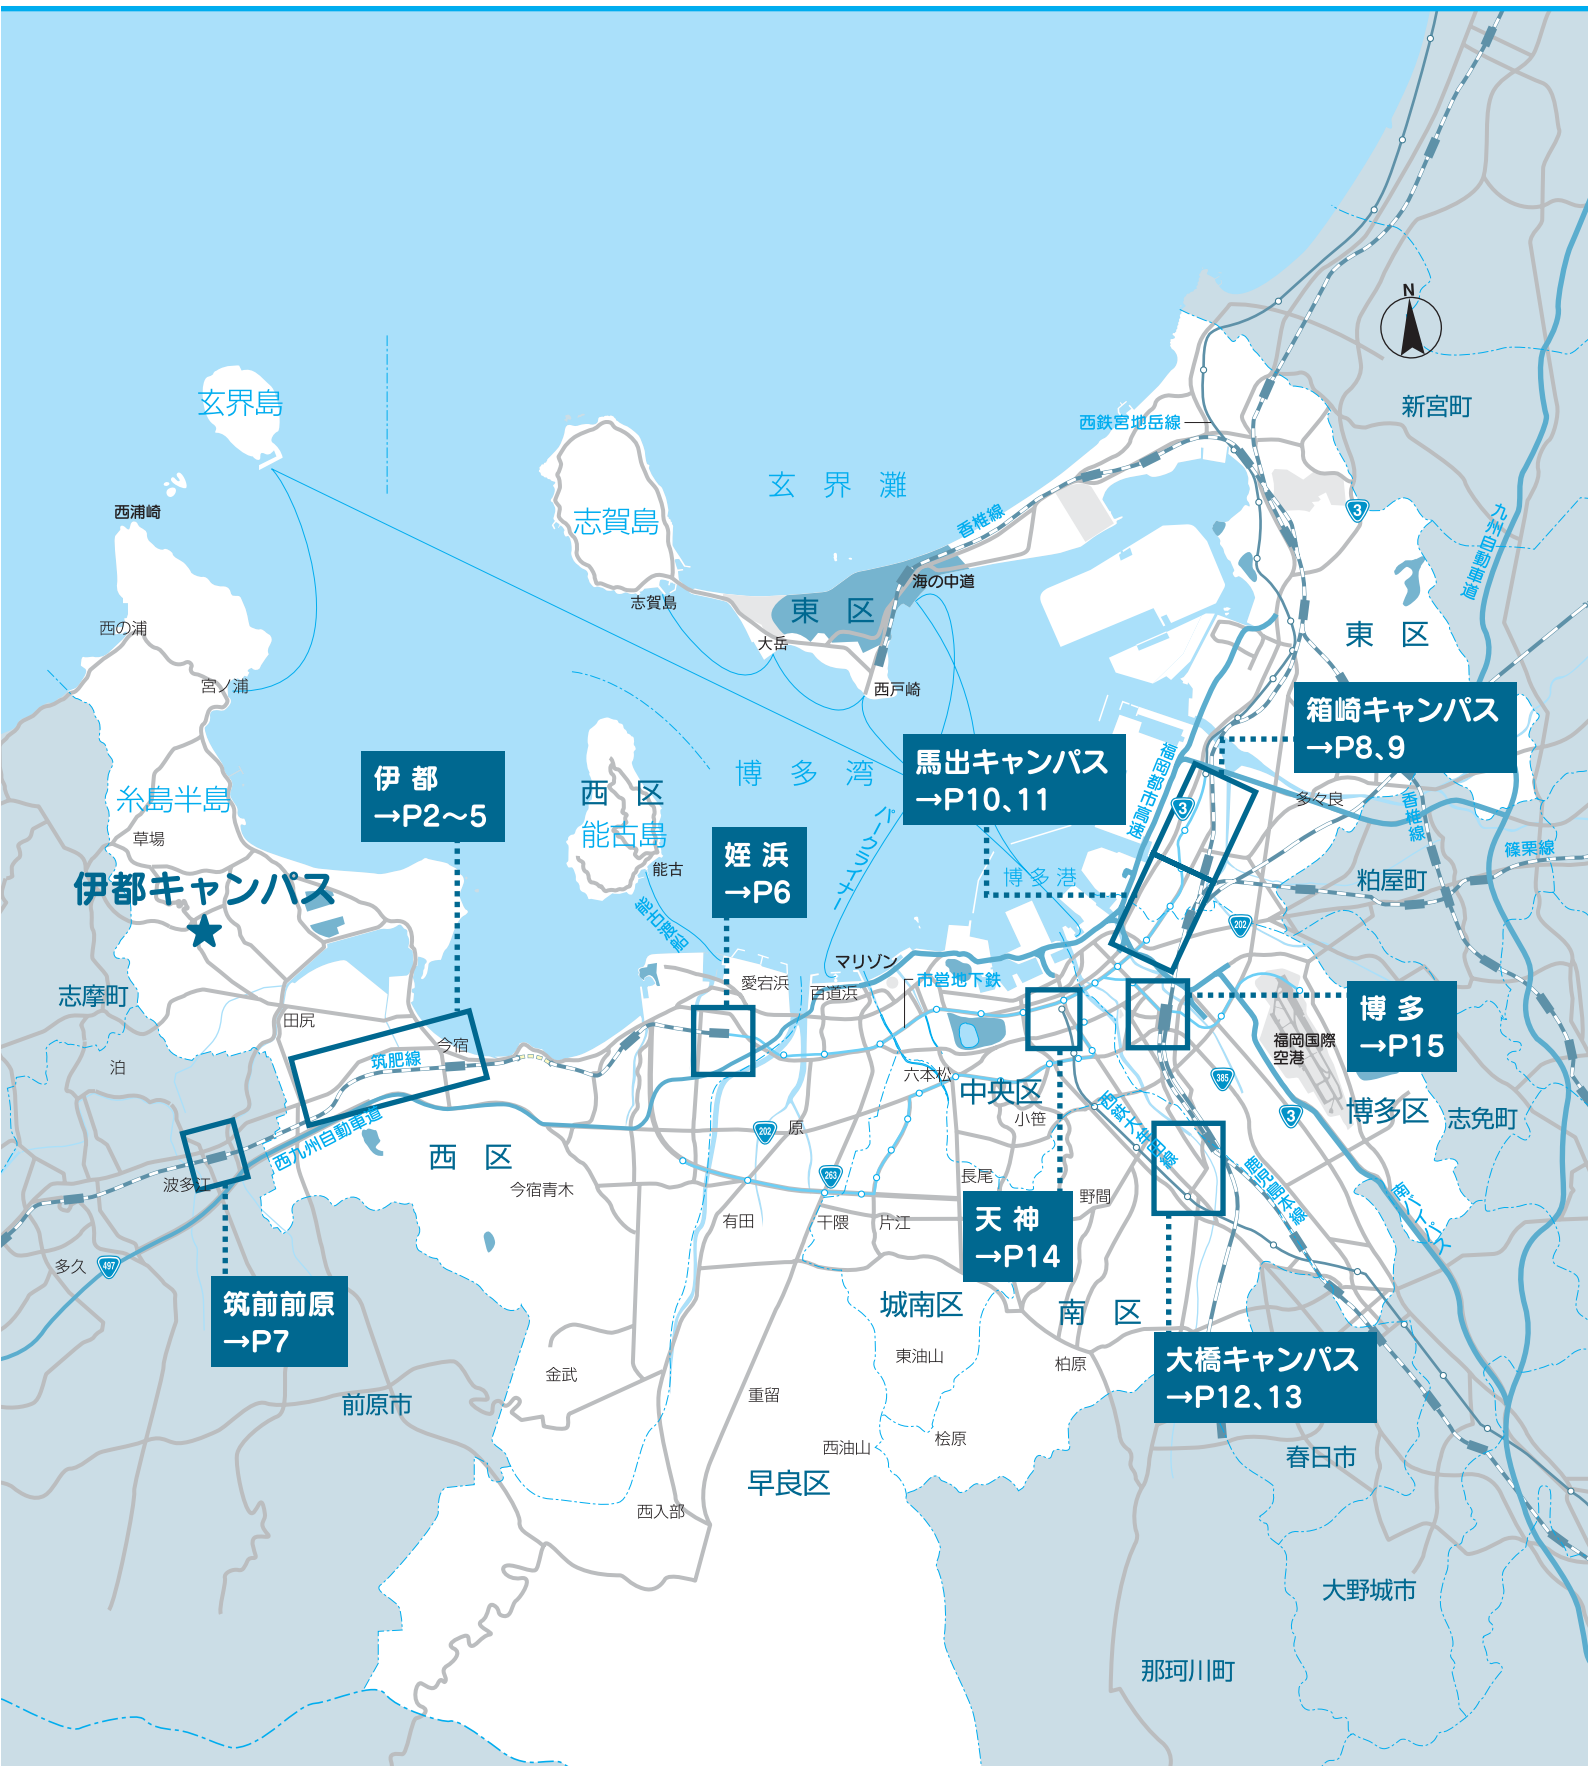 N
新宮町
玄界島
西鉄宮地岳線
玄界灘
香椎線
3
九州自動車道
西浦崎
志賀島
海の中道
志賀島
東区
大岳
西の浦
宮ノ浦
西戸崎
東区
箱崎キャンパス
→P8、9
馬出キャンパス
→P10、11
福岡都市高速
3
多々良
香椎線
篠栗線
粕屋町
伊都
→P2～5
西区
能古島
能古
博多湾
パークライナー
博多港
糸島半島
草場
伊都キャンパス
姪浜
→P6
能古渡船
202
マリゾン
市営地下鉄
愛宕浜
百道浜
志摩町
田尻
今宿
筑肥線
泊
博多
→P15
福岡国際
空港
六本松
中央区
小笹
385
3
博多区
志免町
西鉄大牟田線
202
原
263
西九州自動車道
西区
今宿青木
波多江
長尾
野間
鹿児島本線
南バイパス
有田
干隈
片江
天神
→P14
多久
497
筑前前原
→P7
城南区
南区
東油山
柏原
大橋キャンパス
→P12、13
金武
前原市
重留
西油山
桧原
春日市
早良区
西入部
大野城市
那珂川町